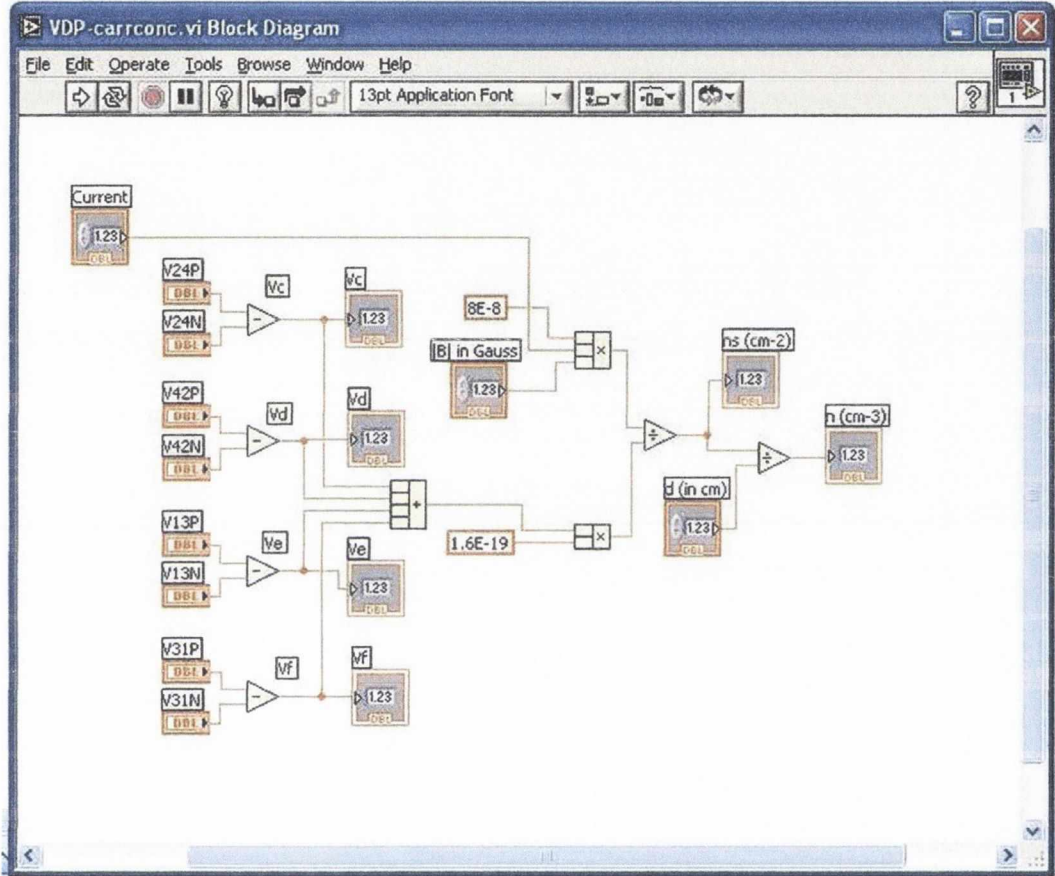 VDP-carrconc.vi Block Diagram
File Edit Operate Tools Browse Window Help
13pt Application Font
?
1
Current
1.23
DBL
V24P
DBL
V24N
DBL
Vc
Vc
1.23
DBL
8E-8
|B| in Gauss
1.23
DBL
ns (cm-2)
1.23
DBL
n (cm-3)
1.23
DBL
V42P
DBL
V42N
DBL
Vd
Vd
1.23
DBL
d (in cm)
1.23
DBL
1.6E-19
V13P
DBL
V13N
DBL
Ve
Ve
1.23
DBL
V31P
DBL
V31N
DBL
Vf
Vf
1.23
DBL